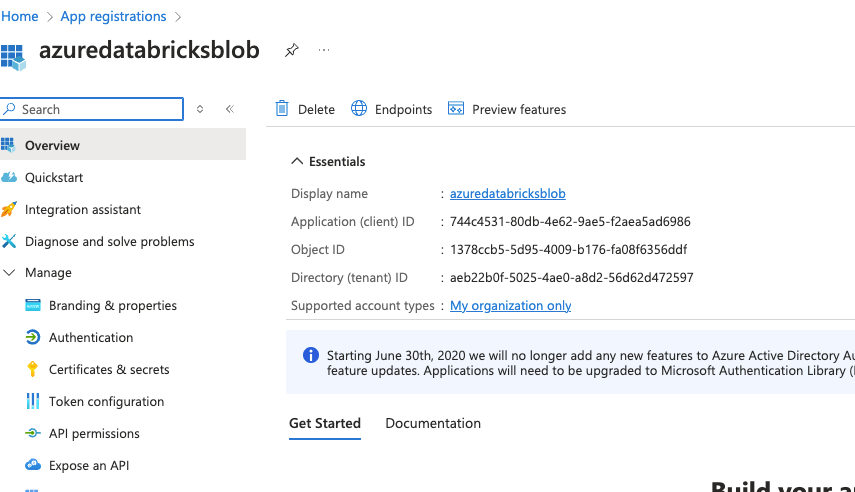 Home > App registrations >
azuredatabricksblob ...
Search
Delete Endpoints Preview features
Overview
Quickstart
Integration assistant
Diagnose and solve problems
Manage
Branding & properties
Authentication
Certificates & secrets
Token configuration
API permissions
Expose an API
Essentials
Display name : azuredatabricksblob
Application (client) ID : 744c4531-80db-4e62-9ae5-f2aea5ad6986
Object ID : 1378ccb5-5d95-4009-b176-fa08f6356ddf
Directory (tenant) ID : aeb22b0f-5025-4ae0-a8d2-56d62d472597
Supported account types : My organization only
Starting June 30th, 2020 we will no longer add any new features to Azure Active Directory Au
feature updates. Applications will need to be upgraded to Microsoft Authentication Library (
Get Started Documentation
Build your a